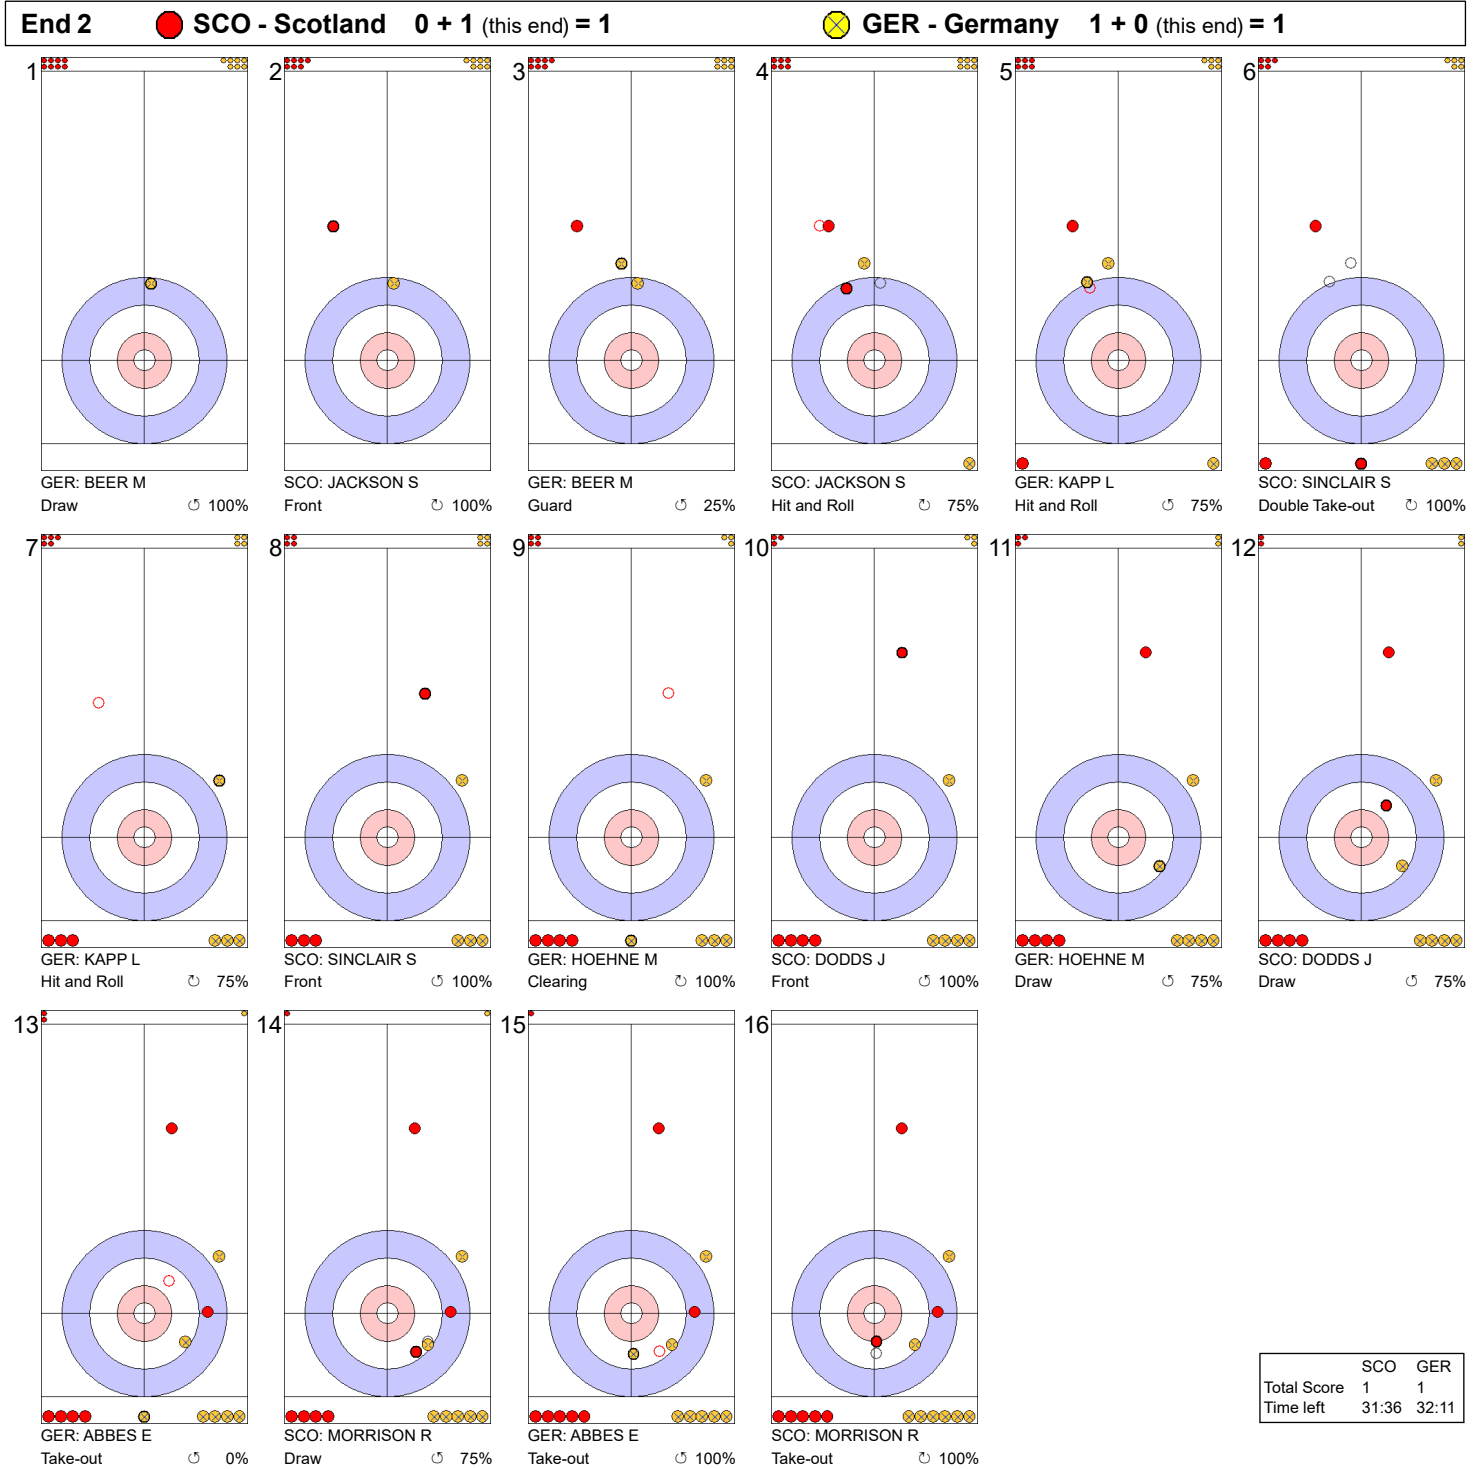 End 2 SCO - Scotland 0 + 1 (this end) = 1 GER - Germany 1 + 0 (this end) = 1
1 2 3 4 5 6
GER: BEER M SCO: JACKSON S GER: BEER M SCO: JACKSON S GER: KAPP L SCO: SINCLAIR S
Draw ↺ 100% Front ↻ 100% Guard ↺ 25% Hit and Roll ↻ 75% Hit and Roll ↺ 75% Double Take-out ↻ 100%
7 8 9 10 11 12
GER: KAPP L SCO: SINCLAIR S GER: HOEHNE M SCO: DODDS J GER: HOEHNE M SCO: DODDS J
Hit and Roll ↻ 75% Front ↺ 100% Clearing ↻ 100% Front ↺ 100% Draw ↺ 75% Draw ↺ 75%
13 14 15 16
SCO GER
Total Score 1 1
Time left 31:36 32:11
GER: ABBES E SCO: MORRISON R GER: ABBES E SCO: MORRISON R
Take-out ↺ 0% Draw ↺ 75% Take-out ↺ 100% Take-out ↺ 100%